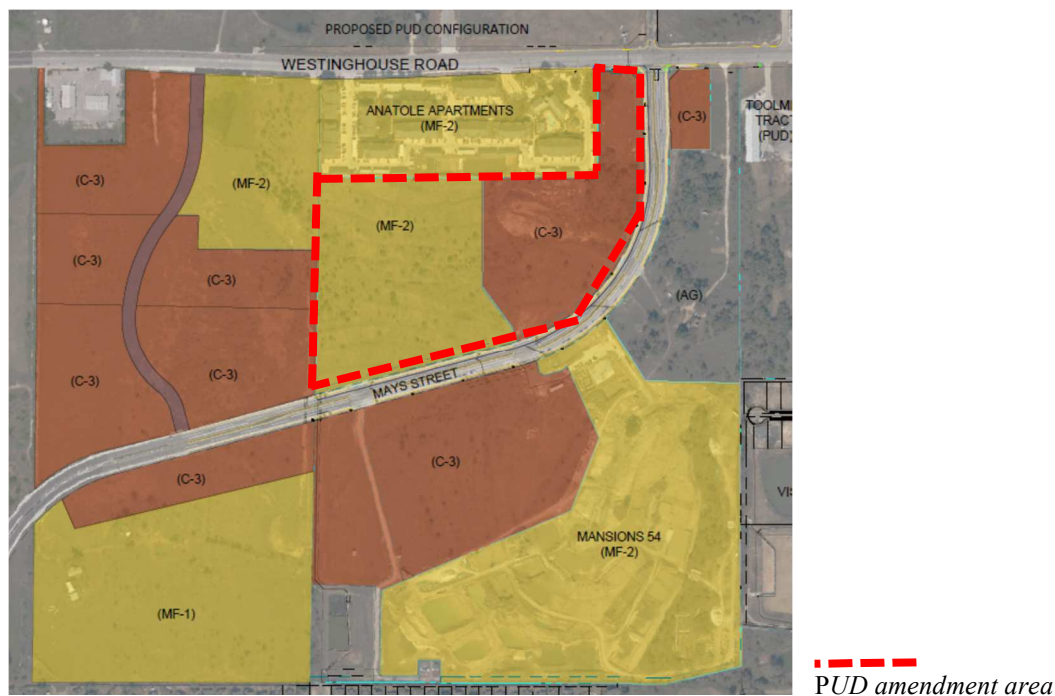 PROPOSED PUD CONFIGURATION
WESTINGHOUSE ROAD
ANATOLE APARTMENTS
(MF-2)
(C-3)
TOOLM
TRACT
(PUD)
(C-3)
(MF-2)
(MF-2)
(C-3)
(C-3)
(C-3)
(AG)
(C-3)
(C-3)
MAYS STREET
(C-3)
(C-3)
VIS
MANSIONS 54
(MF-2)
(MF-1)
PUD amendment area